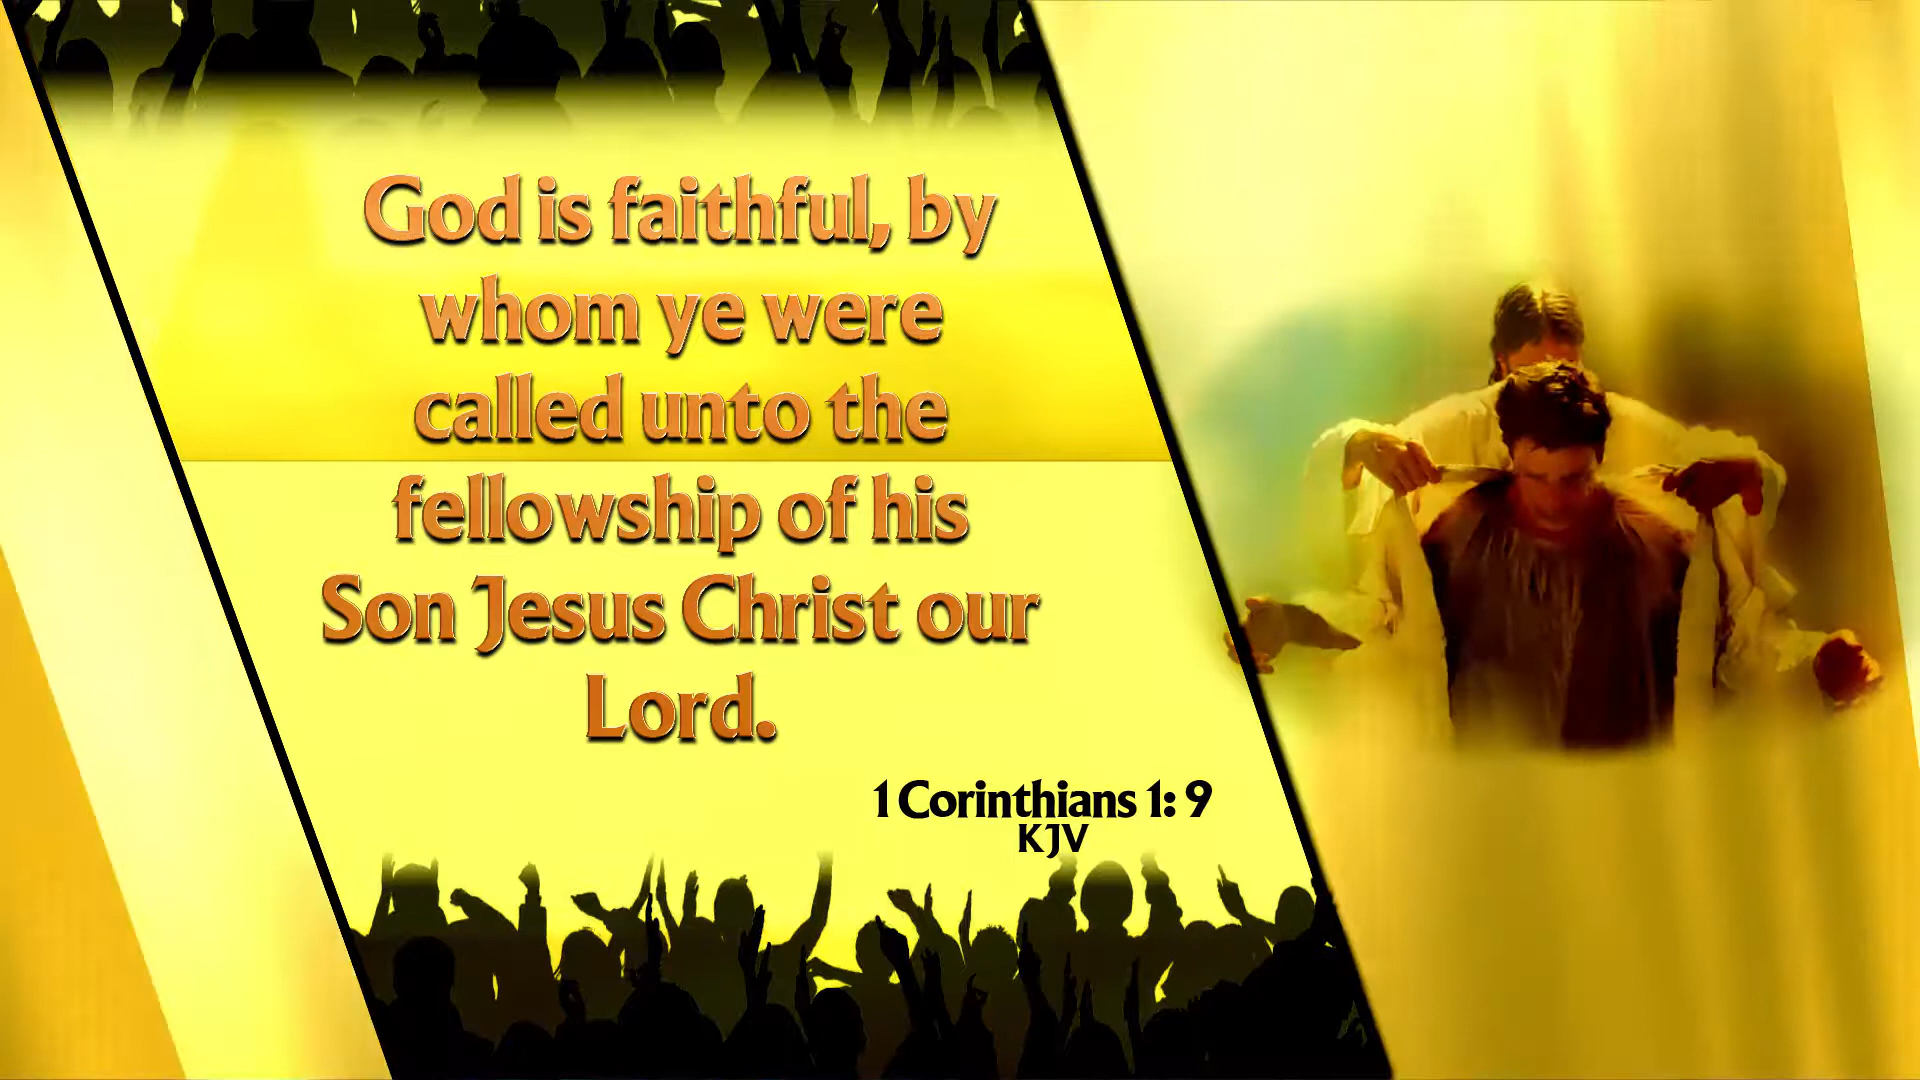 God is faithful, by
whom ye were
called unto the
fellowship of his
Son Jesus Christ our
Lord.
1 Corinthians 1: 9
KJV